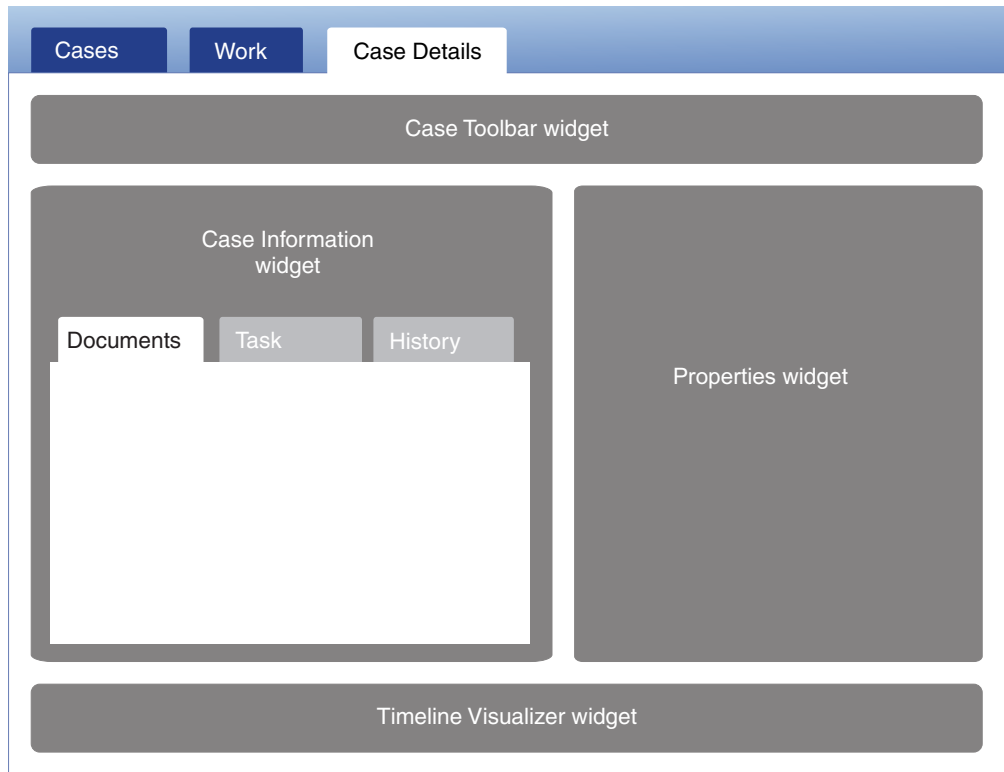 Cases
Work
Case Details
Case Toolbar widget
Case Information
widget
Documents
Task
History
Properties widget
Timeline Visualizer widget